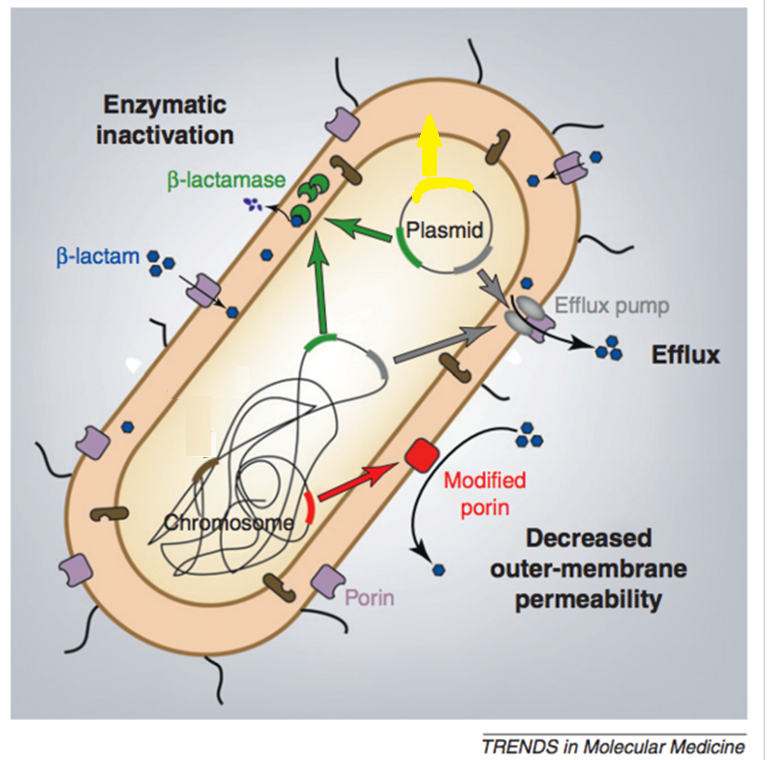 Enzymatic
inactivation
β-lactamase
β-lactam
Plasmid
Efflux pump
Efflux
Modified
porin
Chromosome
Decreased
outer-membrane
permeability
Porin
TRENDS in Molecular Medicine